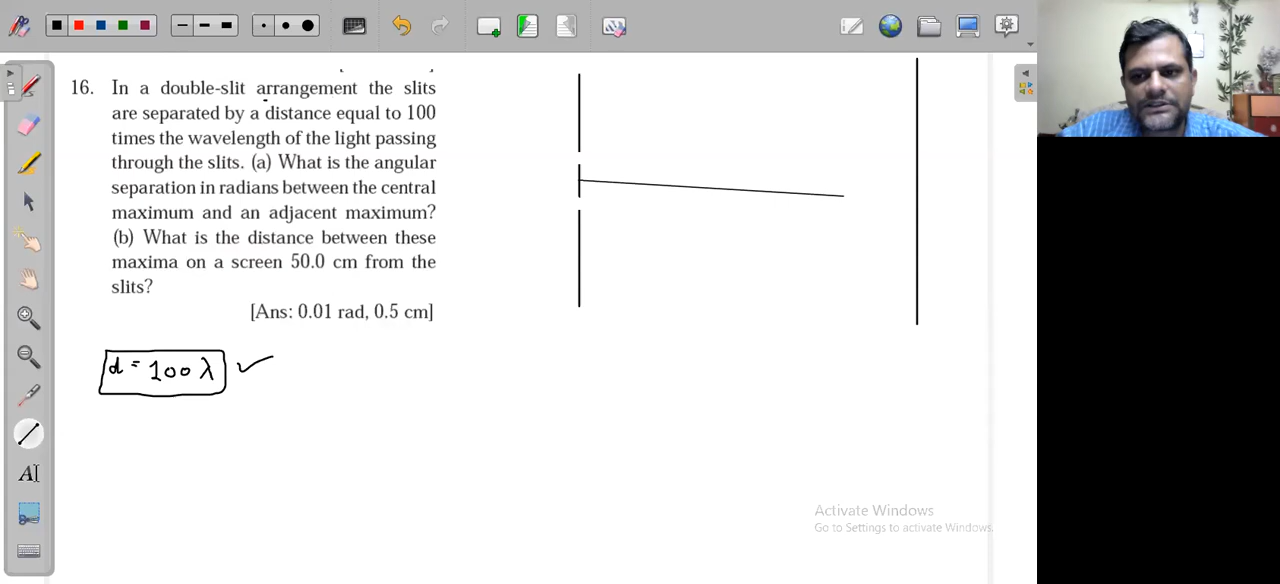 16. In a double-slit arrangement the slits
are separated by a distance equal to 100
times the wavelength of the light passing
through the slits. (a) What is the angular
separation in radians between the central
maximum and an adjacent maximum?
(b) What is the distance between these
maxima on a screen 50.0 cm from the
slits?
[Ans: 0.01 rad, 0.5 cm]
d = 100 λ
A
Activate Windows
Go to Settings to activate Windows.